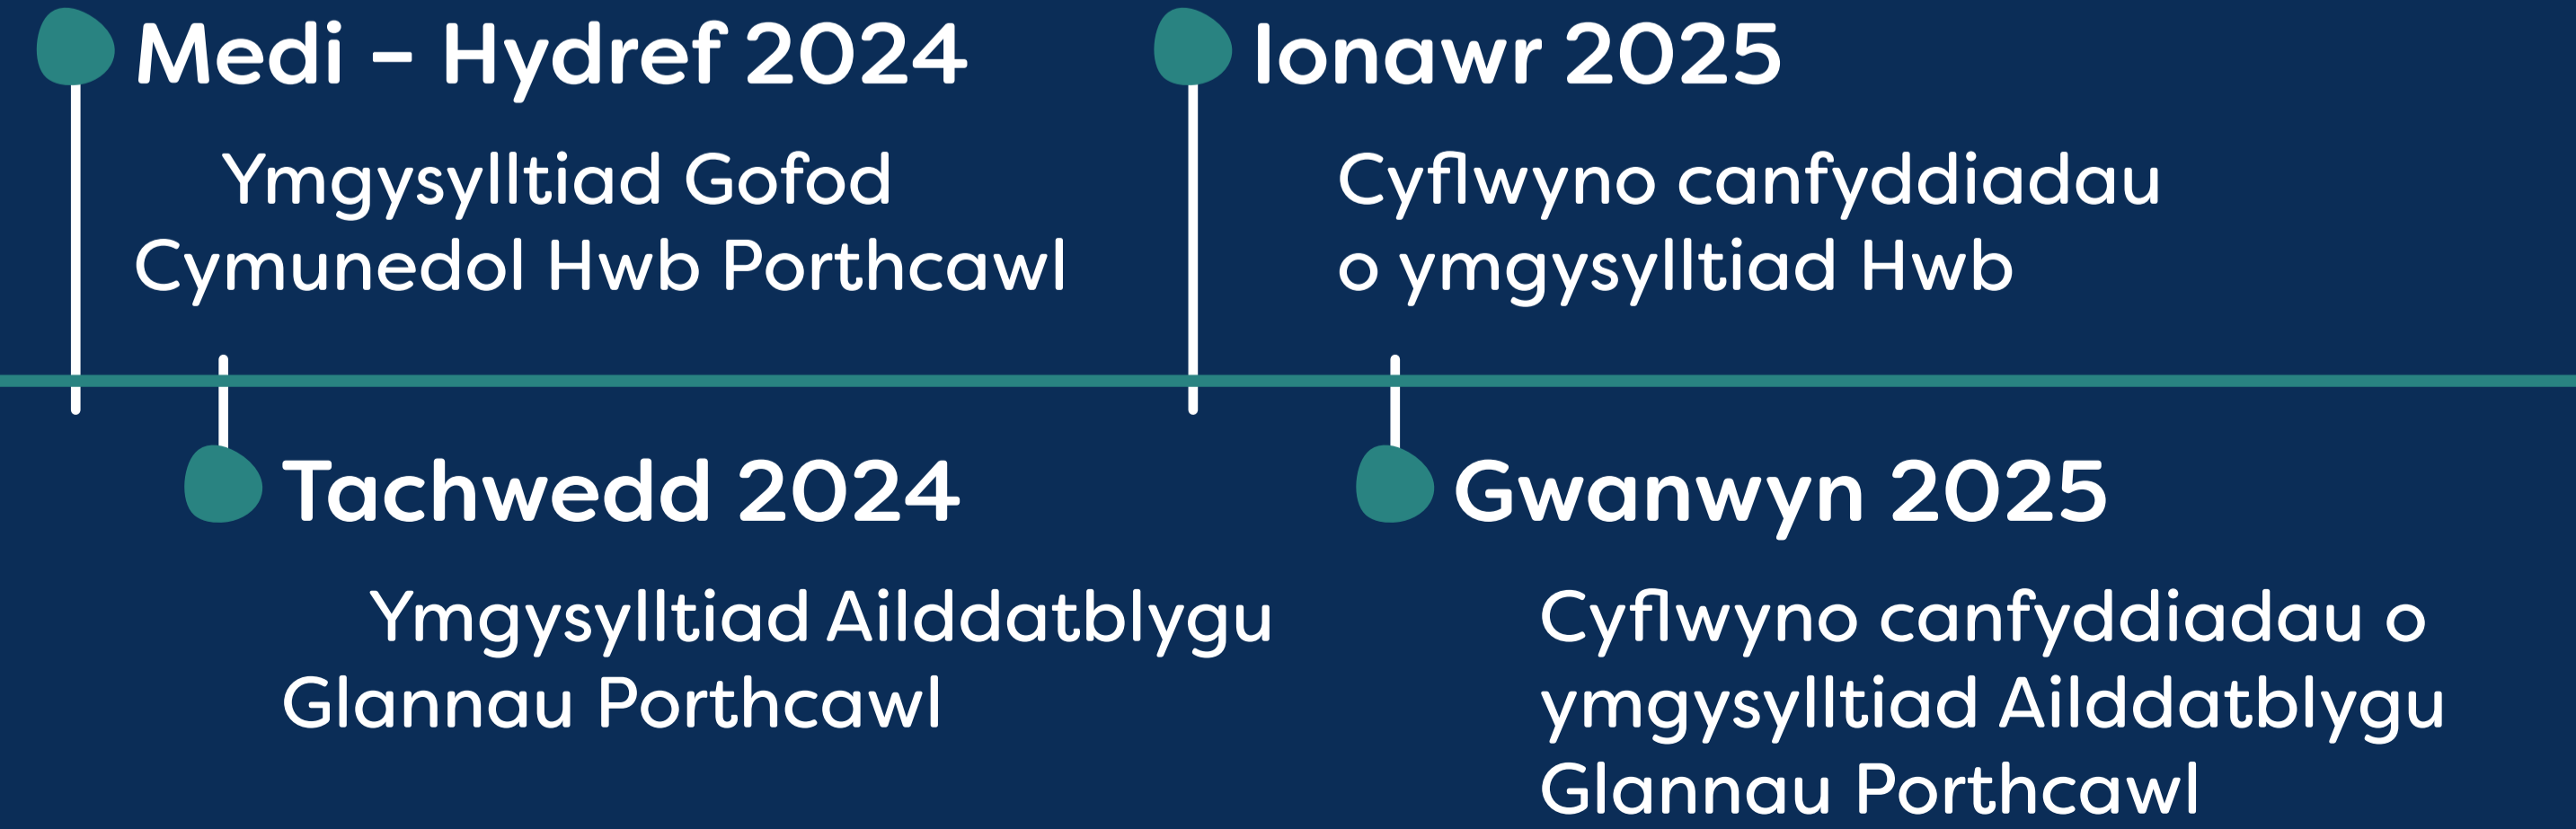 Medi – Hydref 2024
Ymgysylltiad Gofod
Cymunedol Hwb Porthcawl
Tachwedd 2024
Ymgysylltiad Ailddatblygu
Glannau Porthcawl
Ionawr 2025
Cyflwyno canfyddiadau
o ymgysylltiad Hwb
Gwanwyn 2025
Cyflwyno canfyddiadau o
ymgysylltiad Ailddatblygu
Glannau Porthcawl